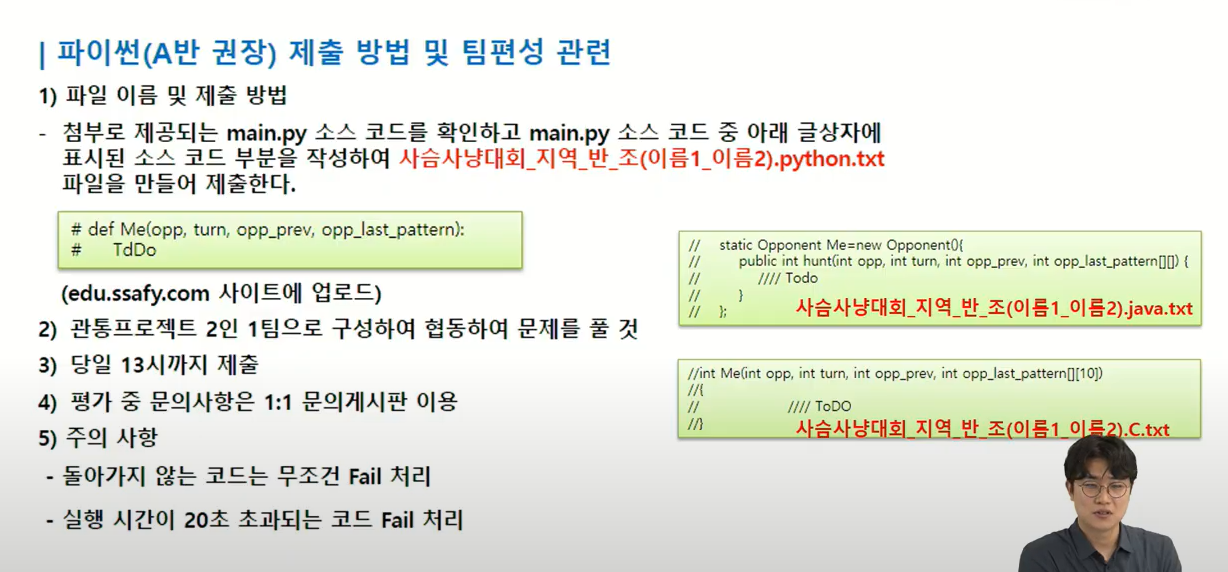 | 파이썬(A반 권장) 제출 방법 및 팀편성 관련
1) 파일 이름 및 제출 방법
- 첨부로 제공되는 main.py 소스 코드를 확인하고 main.py 소스 코드 중 아래 글상자에
표시된 소스 코드 부분을 작성하여 사슴사냥대회_지역_반_조(이름1_이름2).python.txt
파일을 만들어 제출한다.
# def Me(opp, turn, opp_prev, opp_last_pattern):
# TdDo
(edu.ssafy.com 사이트에 업로드)
2) 관통프로젝트 2인 1팀으로 구성하여 협동하여 문제를 풀 것
3) 당일 13시까지 제출
4) 평가 중 문의사항은 1:1 문의게시판 이용
5) 주의 사항
- 돌아가지 않는 코드는 무조건 Fail 처리
- 실행 시간이 20초 초과되는 코드 Fail 처리
// static Opponent Me=new Opponent(){
// public int hunt(int opp, int turn, int opp_prev, int opp_last_pattern[][]) {
// //// Todo
// }
// };
사슴사냥대회_지역_반_조(이름1_이름2).java.txt
//int Me(int opp, int turn, int opp_prev, int opp_last_pattern[][10])
//{
// //// ToDO
//}
사슴사냥대회_지역_반_조(이름1_이름2).C.txt